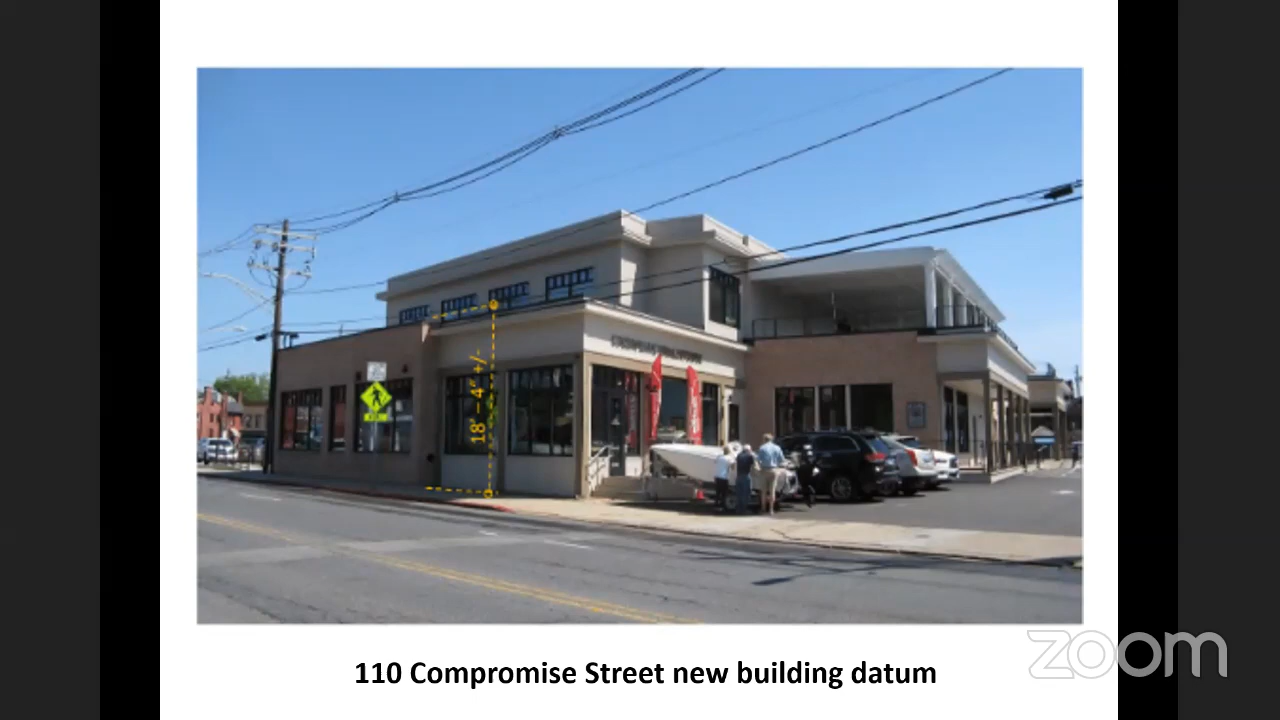 18' – 4" +/-
110 Compromise Street new building datum
zoom